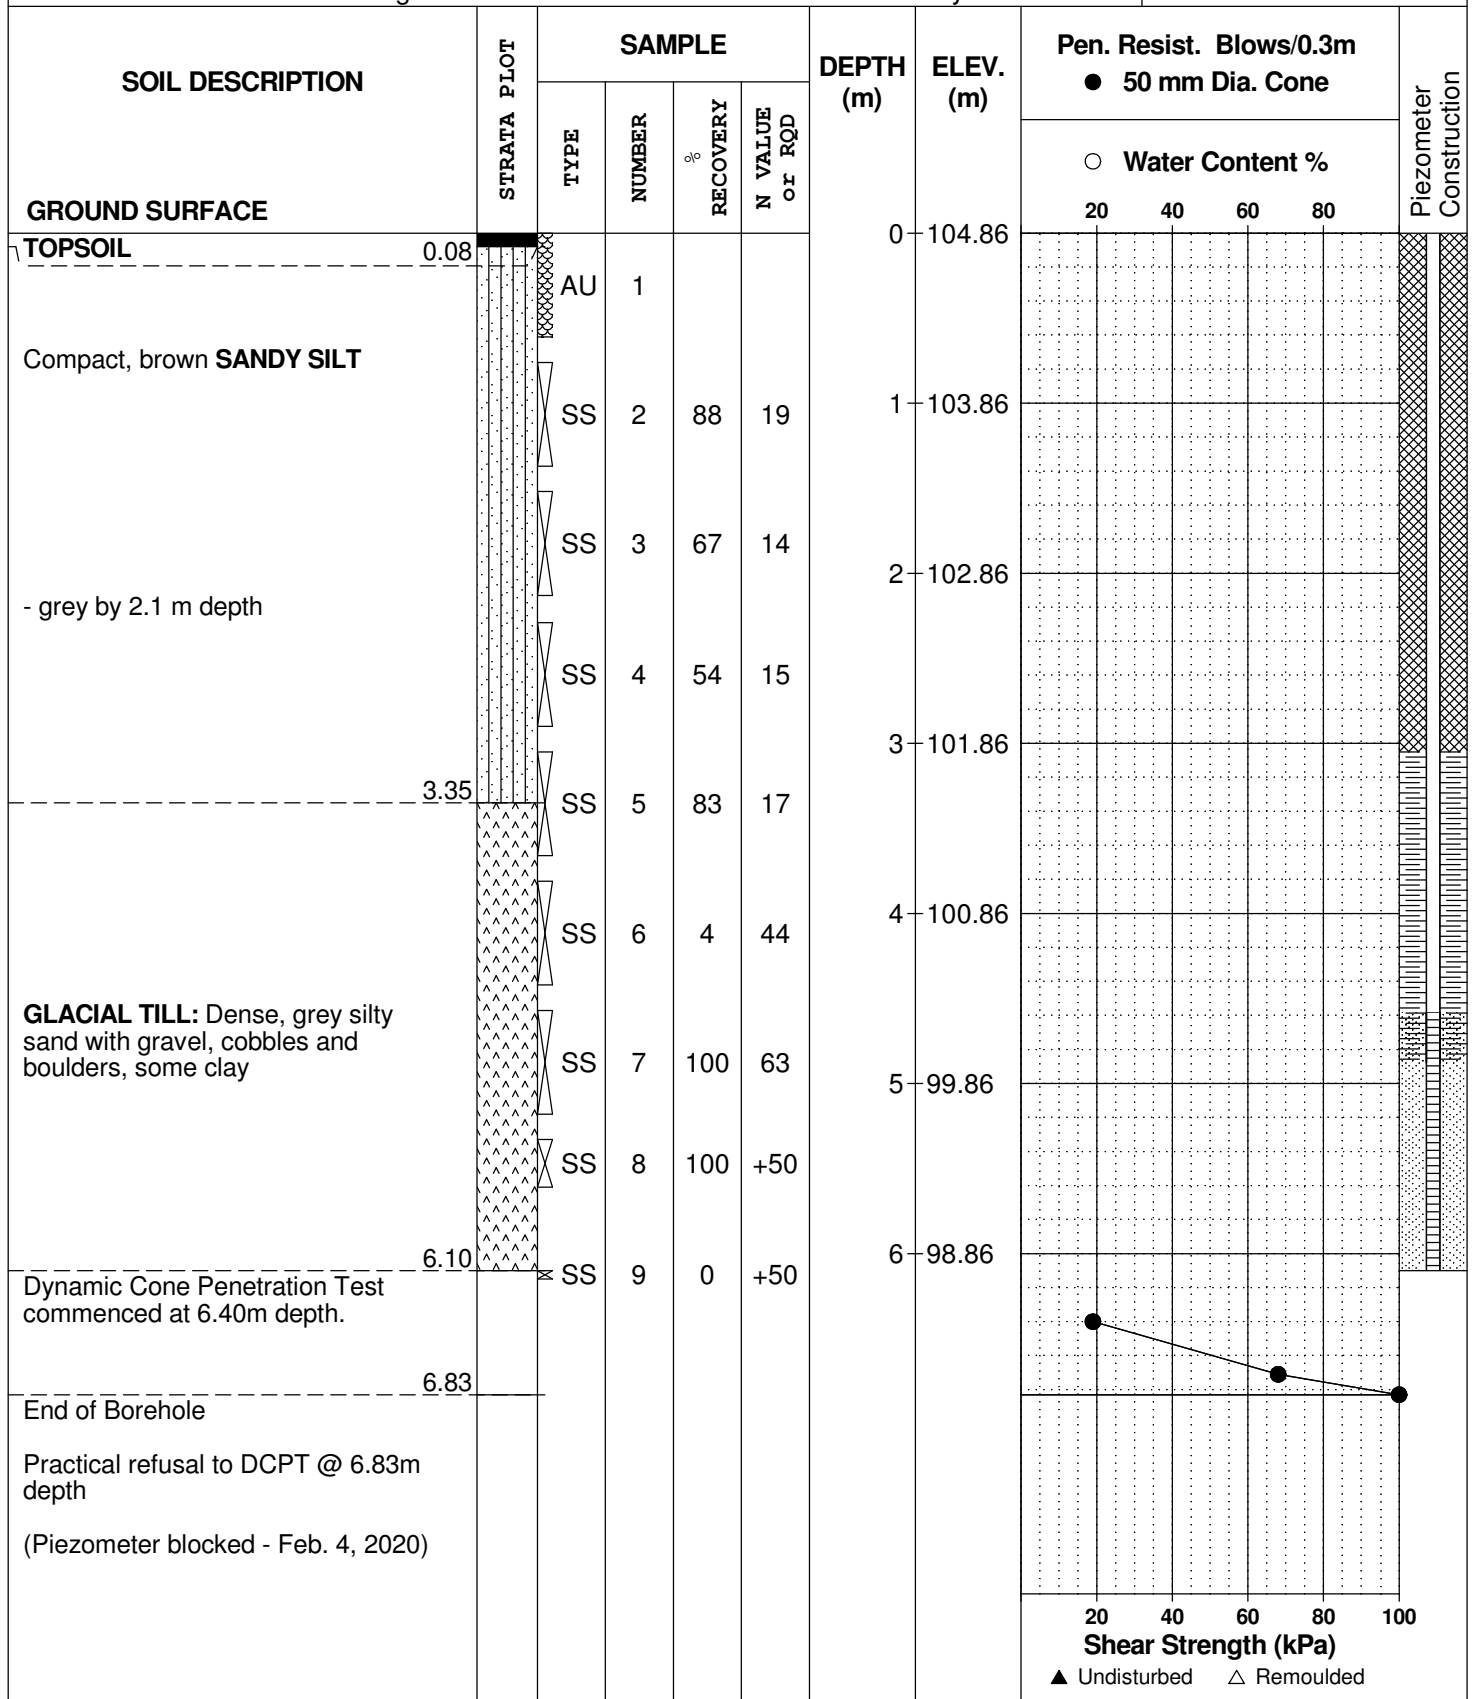 SOIL DESCRIPTION
GROUND SURFACE
STRATA PLOT
SAMPLE
TYPE
NUMBER
% RECOVERY
N VALUE or RQD
DEPTH (m)
ELEV. (m)
Pen. Resist. Blows/0.3m
● 50 mm Dia. Cone
○ Water Content %
20 40 60 80
Piezometer Construction
TOPSOIL 0.08
0 104.86
AU 1
Compact, brown SANDY SILT
SS 2 88 19
1 103.86
SS 3 67 14
2 102.86
- grey by 2.1 m depth
SS 4 54 15
3 101.86
3.35
SS 5 83 17
SS 6 4 44
4 100.86
GLACIAL TILL: Dense, grey silty
sand with gravel, cobbles and
boulders, some clay
SS 7 100 63
5 99.86
SS 8 100 +50
6 98.86
6.10
SS 9 0 +50
Dynamic Cone Penetration Test
commenced at 6.40m depth.
6.83
End of Borehole
Practical refusal to DCPT @ 6.83m
depth
(Piezometer blocked - Feb. 4, 2020)
20 40 60 80 100
Shear Strength (kPa)
▲ Undisturbed △ Remoulded